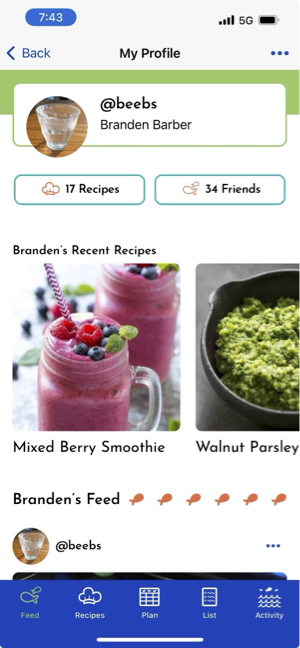 7:43
5G
Back
My Profile
@beebs
Branden Barber
17 Recipes
34 Friends
Branden's Recent Recipes
Mixed Berry Smoothie
Walnut Parsley
Branden's Feed
@beebs
Feed
Recipes
Plan
List
Activity